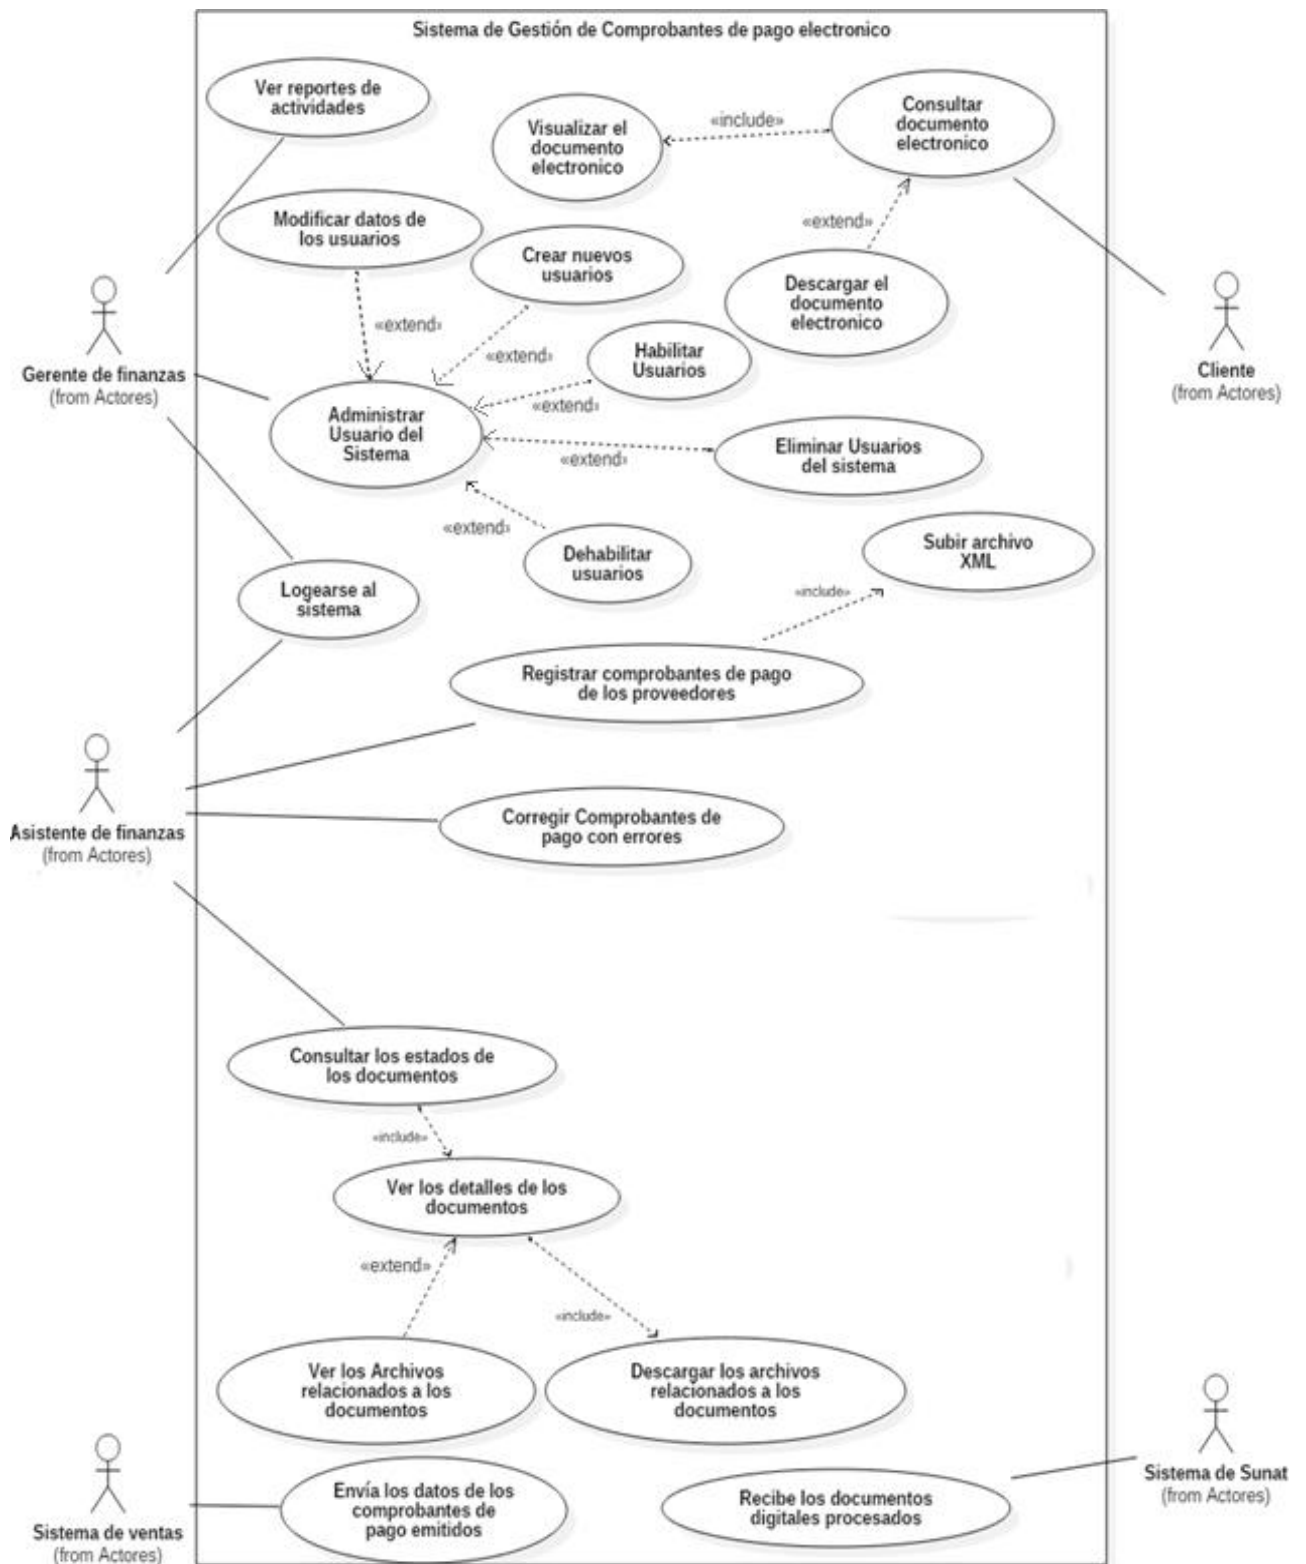 Sistema de Gestión de Comprobantes de pago electronico
Ver reportes de
actividades
Visualizar el
documento
electronico
«include»
Consultar
documento
electronico
Modificar datos de
los usuarios
Crear nuevos
usuarios
«extend»
Descargar el
documento
electronico
Gerente de finanzas
(from Actores)
«extend»
«extend»
Habilitar
Usuarios
Cliente
(from Actores)
Administrar
Usuario del
Sistema
«extend»
«extend»
Eliminar Usuarios
del sistema
«extend»
Dehabilitar
usuarios
Subir archivo
XML
Logearse al
sistema
«include»
Registrar comprobantes de pago
de los proveedores
Asistente de finanzas
(from Actores)
Corregir Comprobantes de
pago con errores
Consultar los estados de
los documentos
«include»
Ver los detalles de los
documentos
«extend»
«include»
Ver los Archivos
relacionados a los
documentos
Descargar los archivos
relacionados a los
documentos
Sistema de ventas
(from Actores)
Envía los datos de los
comprobantes de
pago emitidos
Recibe los documentos
digitales procesados
Sistema de Sunat
(from Actores)